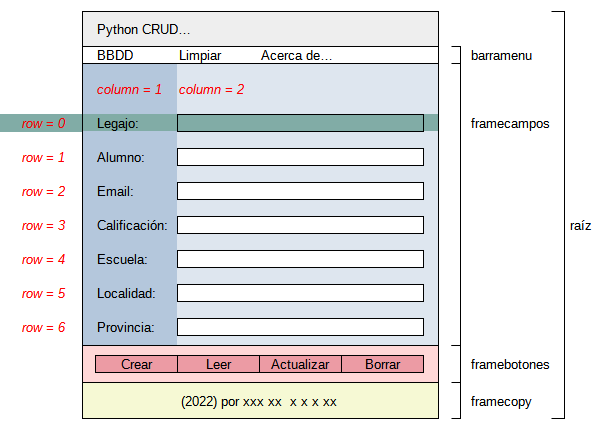 Python CRUD...
BBDD Limpiar Acerca de... barramenu
column = 1 column = 2
row = 0 Legajo: framecampos
row = 1 Alumno:
row = 2 Email:
row = 3 Calificación: raíz
row = 4 Escuela:
row = 5 Localidad:
row = 6 Provincia:
Crear Leer Actualizar Borrar framebotones
(2022) por xxx xx x x x xx framecopy